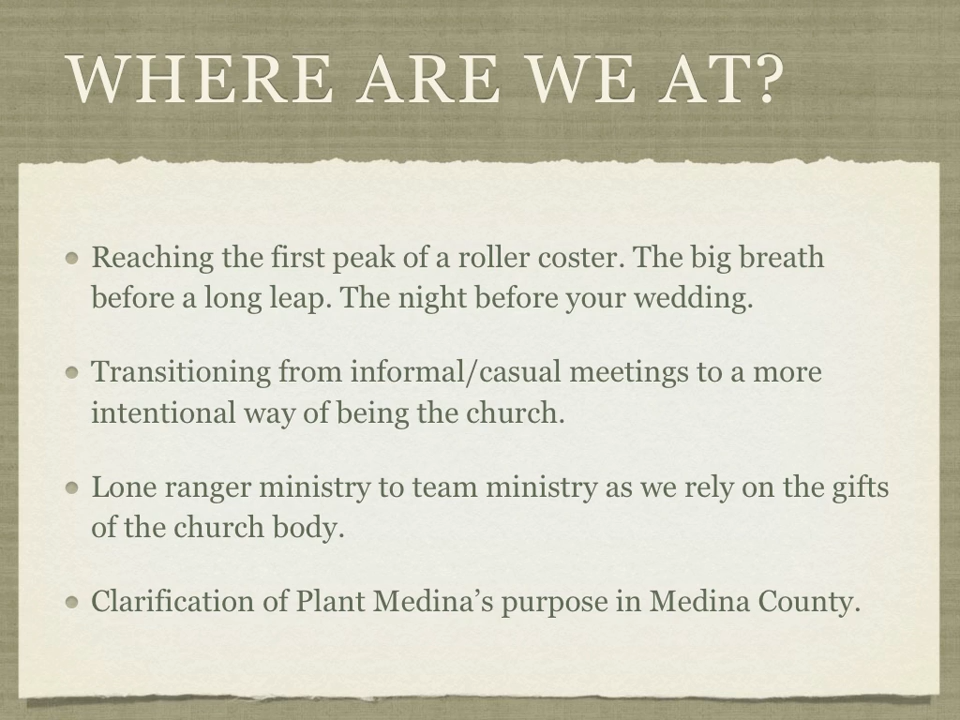 WHERE ARE WE AT?
Reaching the first peak of a roller coster. The big breath
before a long leap. The night before your wedding.
Transitioning from informal/casual meetings to a more
intentional way of being the church.
Lone ranger ministry to team ministry as we rely on the gifts
of the church body.
Clarification of Plant Medina’s purpose in Medina County.